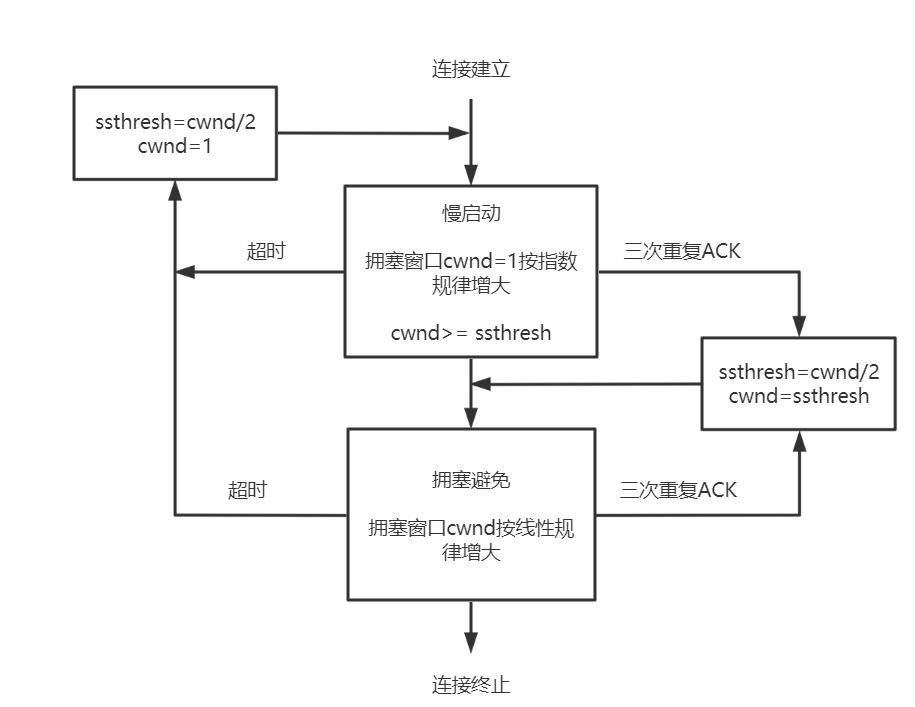 连接建立
ssthresh=cwnd/2
cwnd=1
慢启动
拥塞窗口cwnd=1按指数
规律增大
cwnd>= ssthresh
超时
三次重复ACK
ssthresh=cwnd/2
cwnd=ssthresh
拥塞避免
拥塞窗口cwnd按线性规
律增大
超时
三次重复ACK
连接终止